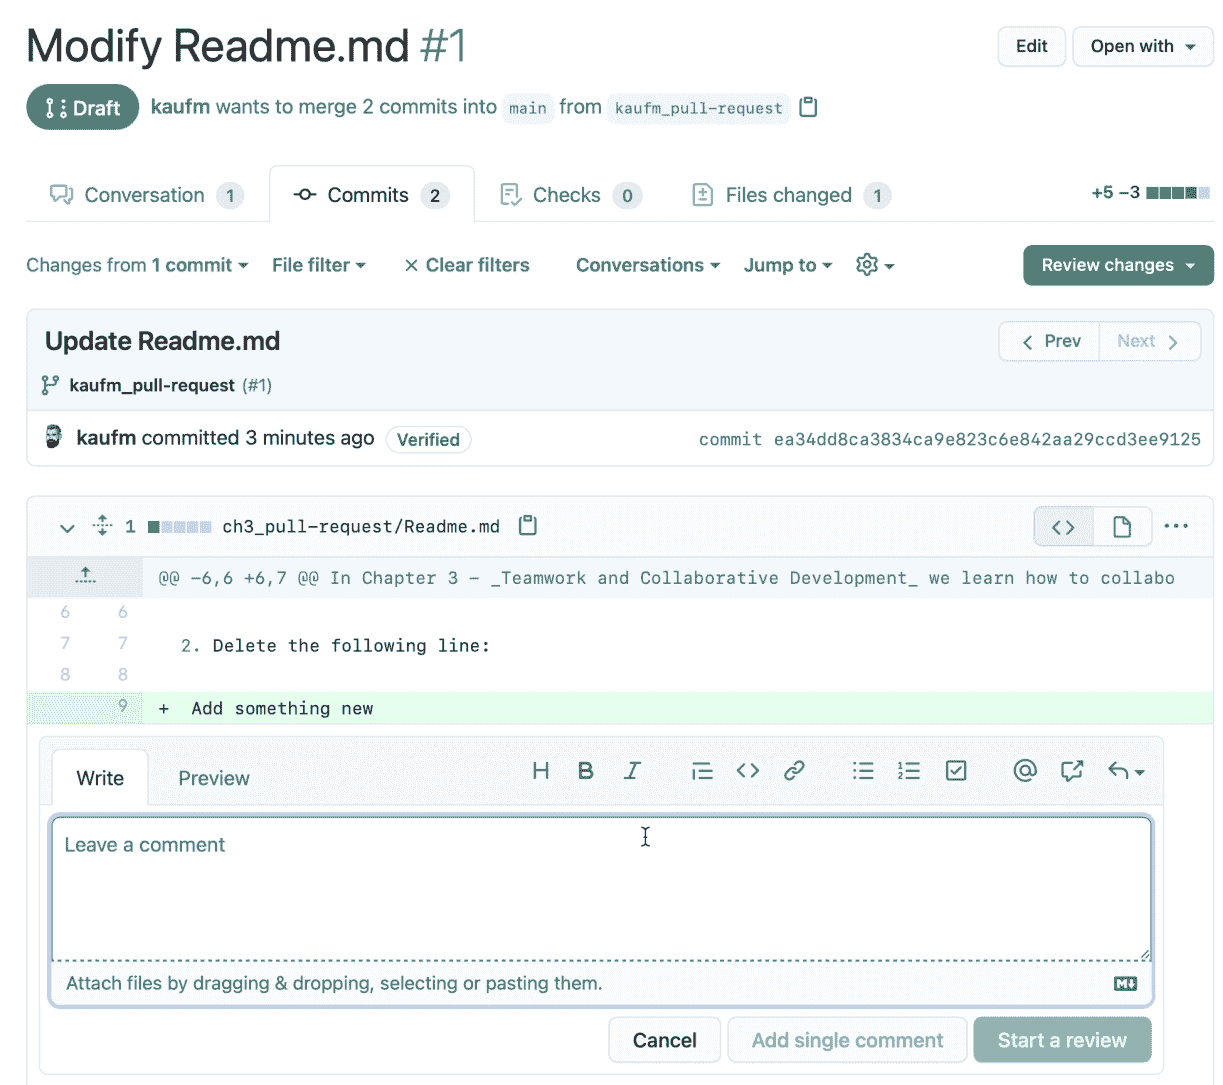 Modify Readme.md #1
Edit
Open with
Draft
kaufm wants to merge 2 commits into main from kaufm_pull-request
Conversation 1
Commits 2
Checks 0
Files changed 1
+5 −3
Changes from 1 commit
File filter
Clear filters
Conversations
Jump to
Review changes
Update Readme.md
Prev
Next
kaufm_pull-request (#1)
kaufm committed 3 minutes ago
Verified
commit ea34dd8ca3834ca9e823c6e842aa29ccd3ee9125
1
ch3_pull-request/Readme.md
@@ -6,6 +6,7 @@ In Chapter 3 – _Teamwork and Collaborative Development_ we learn how to collabo
6 6
7 7 2. Delete the following line:
8 8
9 + Add something new
Write
Preview
H B I
Leave a comment
Attach files by dragging & dropping, selecting or pasting them.
Cancel
Add single comment
Start a review